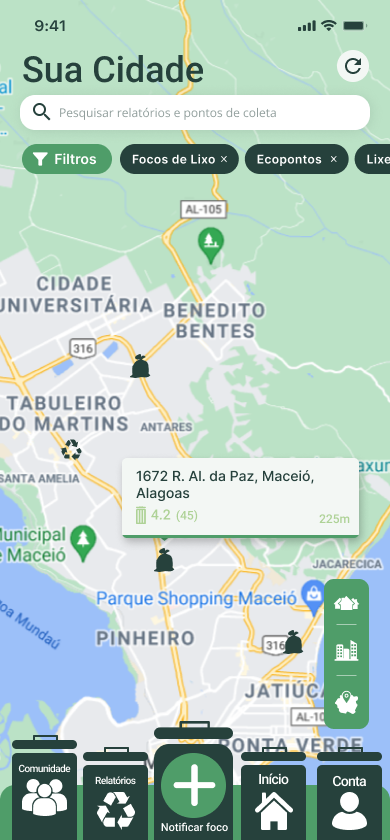 9:41
Sua Cidade
Pesquisar relatórios e pontos de coleta
Filtros
Focos de Lixo ×
Ecopontos ×
Lixe
AL-105
CIDADE
UNIVERSITÁRIA
BENEDITO
BENTES
316
TABULEIRO
DO MARTINS
ANTARES
SANTA AMELIA
1672 R. Al. da Paz, Maceió,
Alagoas
4.2 (45)
225m
Municipal
de Maceió
JACARECICA
Parque Shopping Maceió
Mundaú
PINHEIRO
316
JATIÚCA
AL-10
PONTA VERDE
Comunidade
Relatórios
Notificar foco
Início
Conta